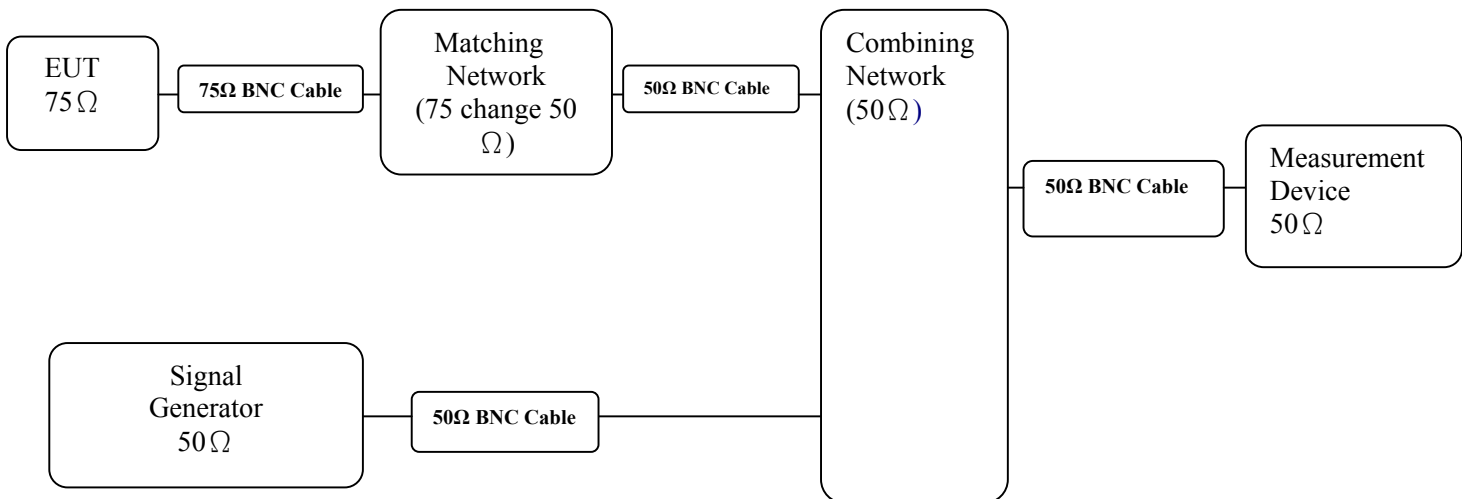 EUT
75Ω
75Ω BNC Cable
Matching
Network
(75 change 50
Ω)
50Ω BNC Cable
Combining
Network
(50Ω)
50Ω BNC Cable
Measurement
Device
50Ω
Signal
Generator
50Ω
50Ω BNC Cable